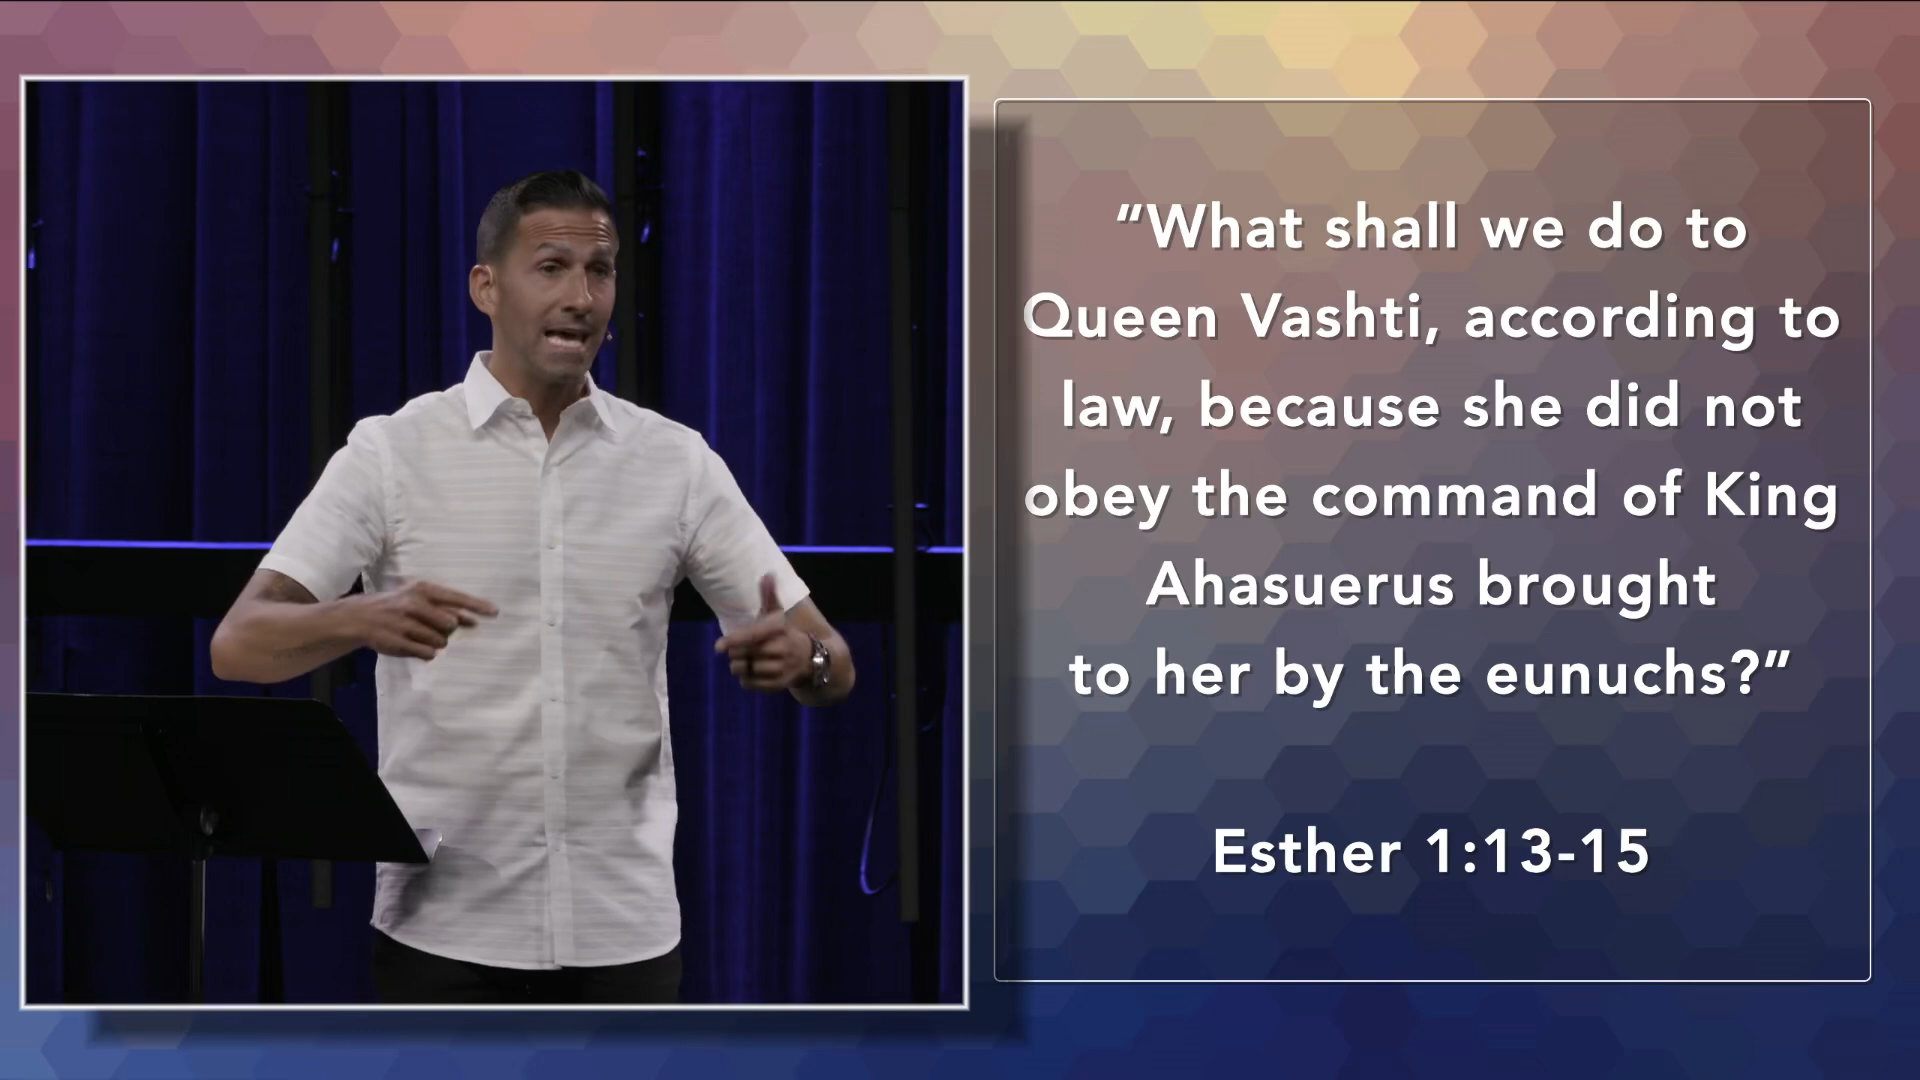 “What shall we do to
Queen Vashti, according to
law, because she did not
obey the command of King
Ahasuerus brought
to her by the eunuchs?”
Esther 1:13-15